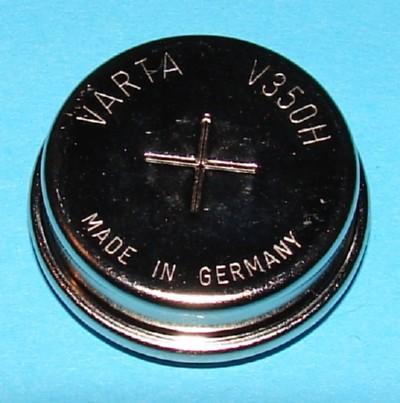 VARTA V350H
+
MADE IN GERMANY